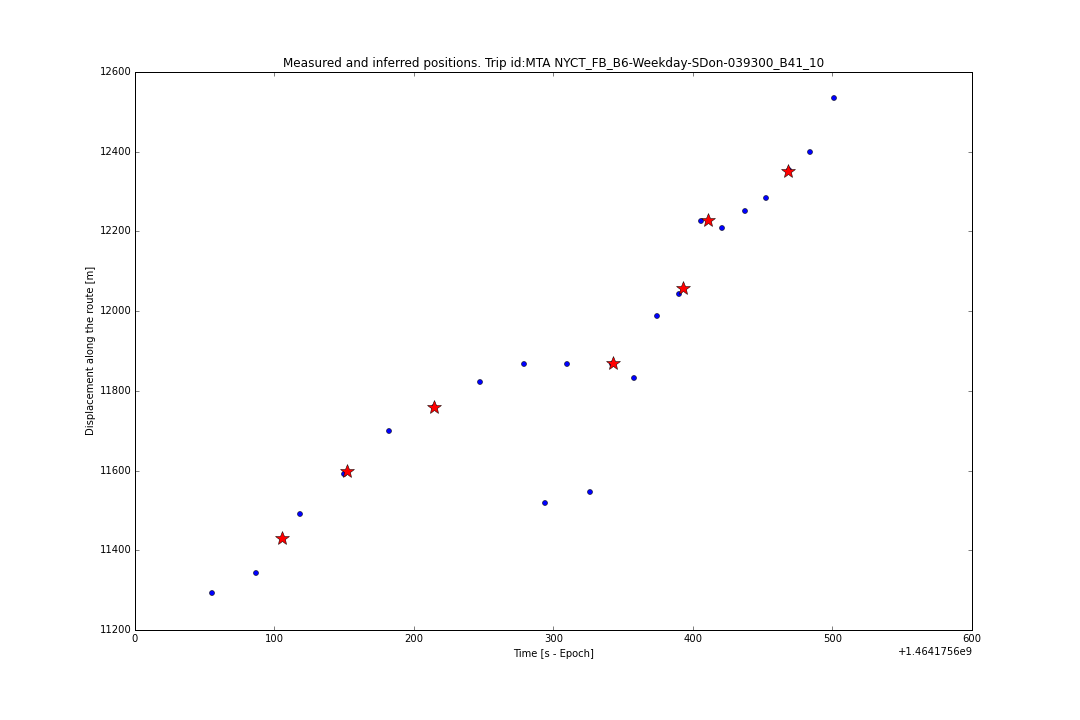 Measured and inferred positions. Trip id:MTA NYCT_FB_B6-Weekday-SDon-039300_B41_10
12600
12400
12200
12000
11800
11600
11400
11200
Displacement along the route [m]
0 100 200 300 400 500 600
Time [s - Epoch]
+1.4641756e9